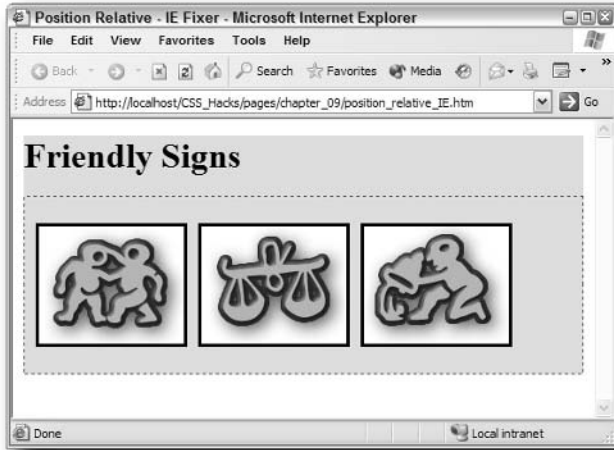 Position Relative - IE Fixer - Microsoft Internet Explorer
File Edit View Favorites Tools Help
Back Search Favorites Media »
Address http://localhost/CSS_Hacks/pages/chapter_09/position_relative_IE.htm Go
Friendly Signs
Done Local intranet